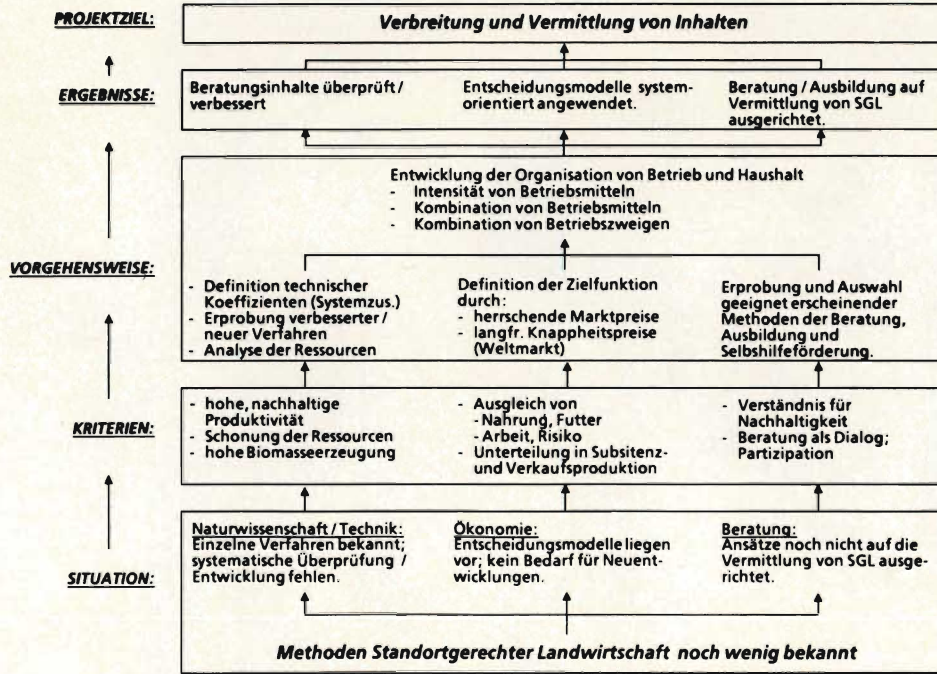 PROJEKTZIEL:
Verbreitung und Vermittlung von Inhalten
ERGEBNISSE:
Beratungsinhalte überprüft /
verbessert
Entscheidungsmodelle system-
orientiert angewendet.
Beratung / Ausbildung auf
Vermittlung von SGL
ausgerichtet.
VORGEHENSWEISE:
Entwicklung der Organisation von Betrieb und Haushalt
- Intensität von Betriebsmitteln
- Kombination von Betriebsmitteln
- Kombination von Betriebszweigen
- Definition technischer
Koeffizienten (Systemzus.)
- Erprobung verbesserter /
neuer Verfahren
- Analyse der Ressourcen
Definition der Zielfunktion
durch:
- herrschende Marktpreise
- langfr. Knappheitspreise
(Weltmarkt)
Erprobung und Auswahl
geeignet erscheinender
Methoden der Beratung,
Ausbildung und
Selbshilfeförderung.
KRITERIEN:
- hohe, nachhaltige
Produktivität
- Schonung der Ressourcen
- hohe Biomasseerzeugung
- Ausgleich von
- Nahrung, Futter
- Arbeit, Risiko
- Unterteilung in Subsitenz-
und Verkaufsproduktion
- Verständnis für
Nachhaltigkeit
- Beratung als Dialog;
Partizipation
SITUATION:
Naturwissenschaft / Technik:
Einzelne Verfahren bekannt;
systematische Überprüfung /
Entwicklung fehlen.
Ökonomie:
Entscheidungsmodelle liegen
vor; kein Bedarf für Neuent-
wicklungen.
Beratung:
Ansätze noch nicht auf die
Vermittlung von SGL ausge-
richtet.
Methoden Standortgerechter Landwirtschaft noch wenig bekannt